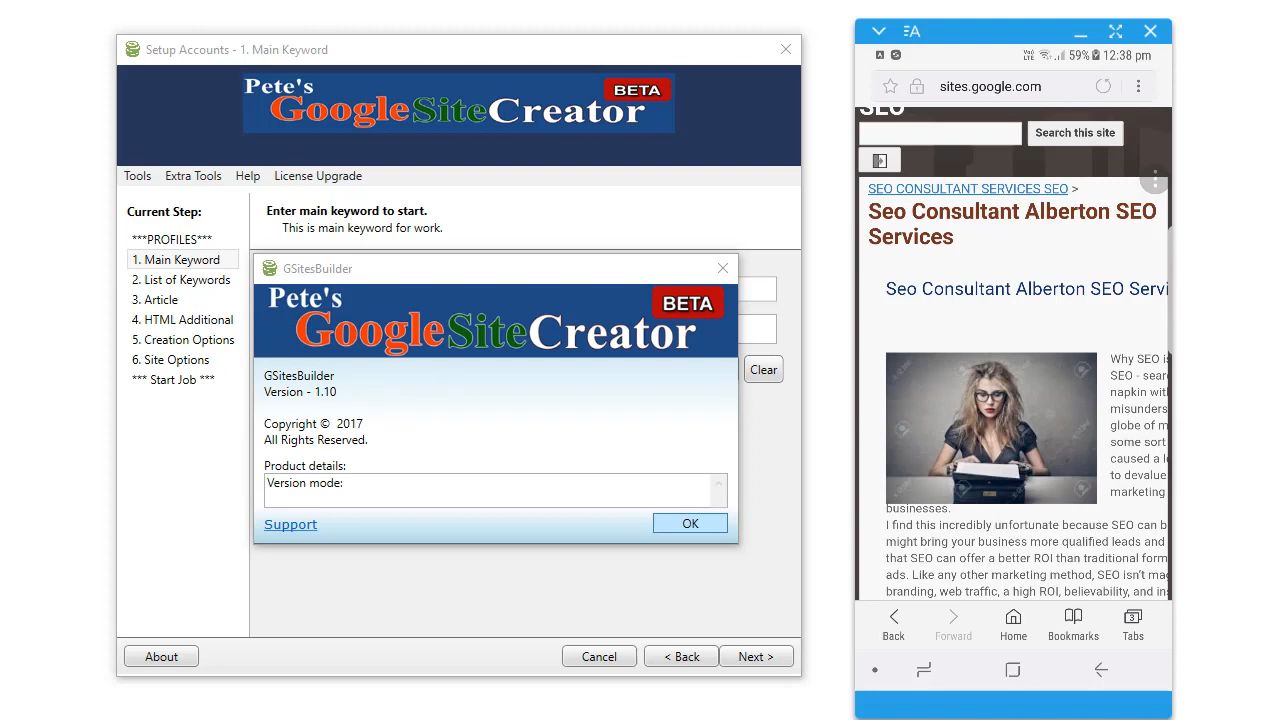 Setup Accounts - 1. Main Keyword
Pete's
BETA
GoogleSiteCreator
Tools
Extra Tools
Help
License Upgrade
Current Step:
***PROFILES***
1. Main Keyword
2. List of Keywords
3. Article
4. HTML Additional
5. Creation Options
6. Site Options
*** Start Job ***
Enter main keyword to start.
This is main keyword for work.
GSitesBuilder
Pete's
BETA
GoogleSiteCreator
GSitesBuilder
Version - 1.10
Copyright © 2017
All Rights Reserved.
Product details:
Version mode:
Support
OK
Clear
About
Cancel
< Back
Next >
A
59%
12:38 pm
sites.google.com
SEO
Search this site
SEO CONSULTANT SERVICES SEO >
Seo Consultant Alberton SEO
Services
Seo Consultant Alberton SEO Servi
Why SEO is
SEO - sear
napkin with
misunders
globe of m
some sort
caused a l
to devalue
marketing
businesses.
I find this incredibly unfortunate because SEO can b
might bring your business more qualified leads and
that SEO can offer a better ROI than traditional form
ads. Like any other marketing method, SEO isn't mag
branding, web traffic, a high ROI, believability, and in
Back
Forward
Home
Bookmarks
3
Tabs